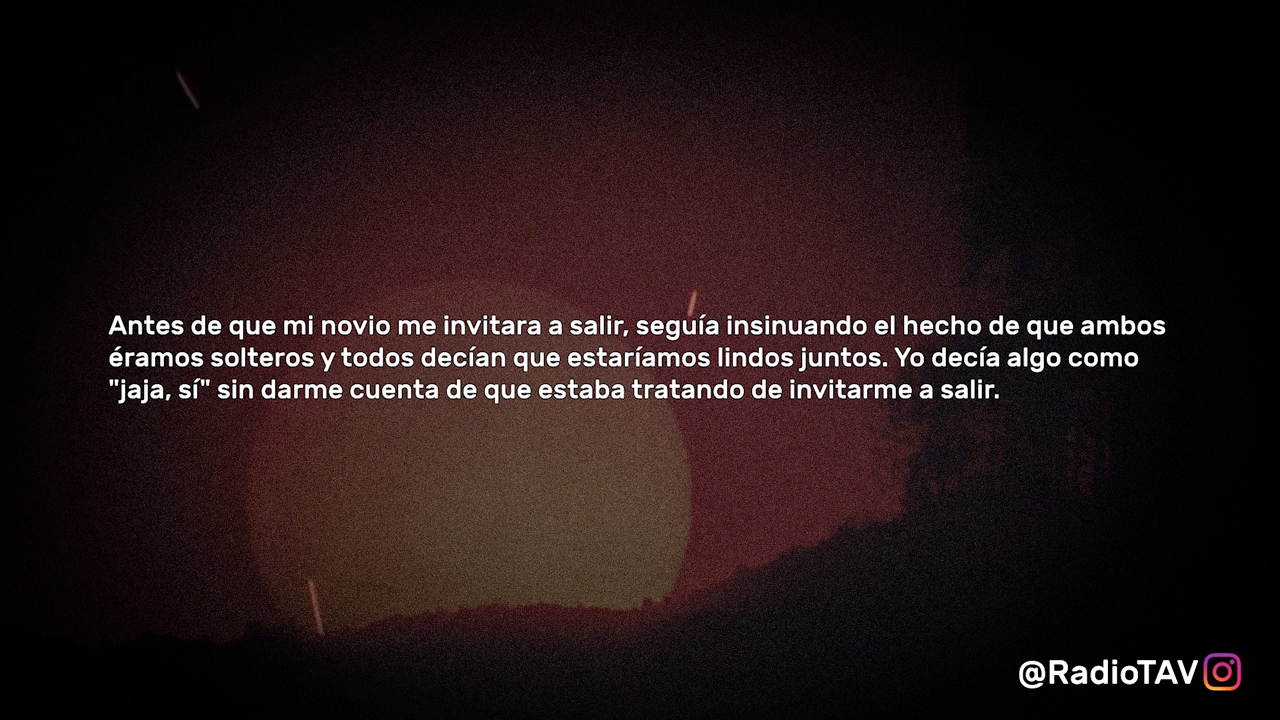 Antes de que mi novio me invitara a salir, seguía insinuando el hecho de que ambos
éramos solteros y todos decían que estaríamos lindos juntos. Yo decía algo como
"jaja, sí" sin darme cuenta de que estaba tratando de invitarme a salir.
@RadioTAV